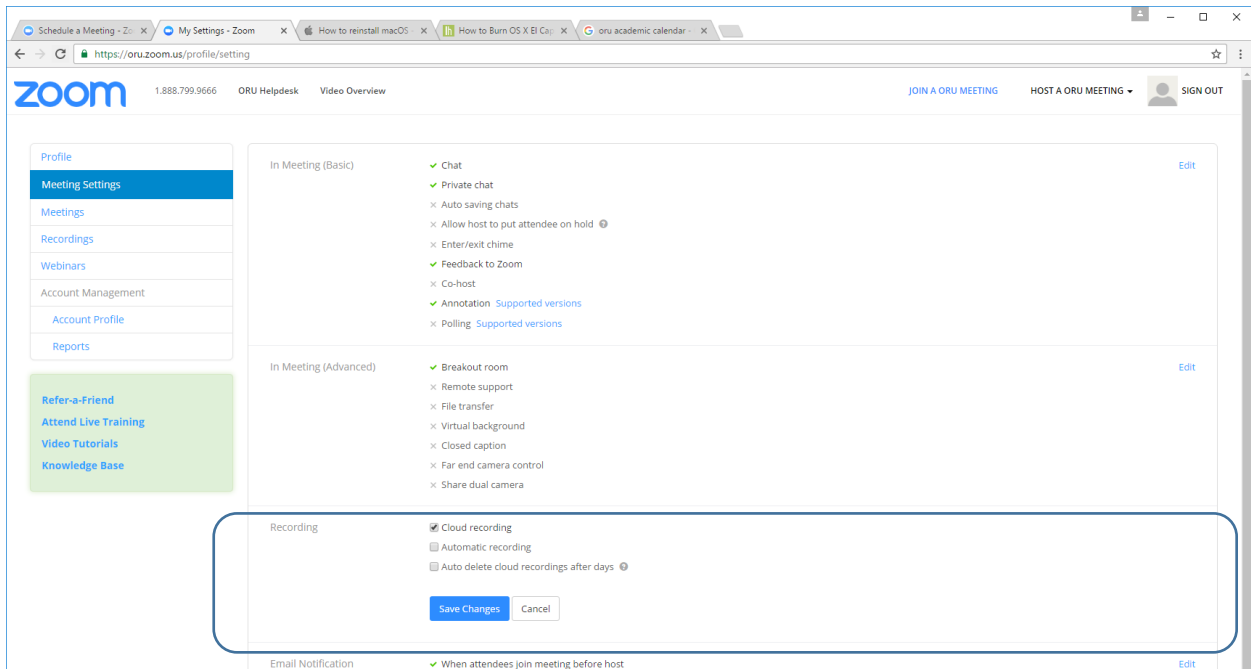 Schedule a Meeting - Zo
My Settings - Zoom
How to reinstall macOS -
How to Burn OS X El Cap
oru academic calendar -
https://oru.zoom.us/profile/setting
zoom
1.888.799.9666
ORU Helpdesk
Video Overview
JOIN A ORU MEETING
HOST A ORU MEETING
SIGN OUT
Profile
Meeting Settings
Meetings
Recordings
Webinars
Account Management
Account Profile
Reports
Refer-a-Friend
Attend Live Training
Video Tutorials
Knowledge Base
In Meeting (Basic)
Chat
Edit
Private chat
Auto saving chats
Allow host to put attendee on hold
Enter/exit chime
Feedback to Zoom
Co-host
Annotation Supported versions
Polling Supported versions
In Meeting (Advanced)
Breakout room
Edit
Remote support
File transfer
Virtual background
Closed caption
Far end camera control
Share dual camera
Recording
Cloud recording
Automatic recording
Auto delete cloud recordings after days
Save Changes
Cancel
Email Notification
When attendees join meeting before host
Edit